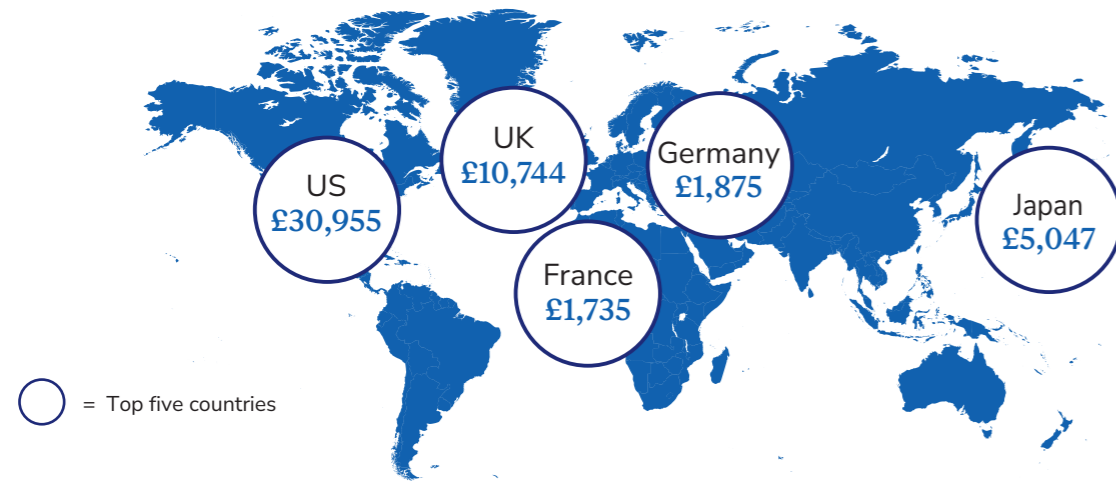 US
£30,955
UK
£10,744
Germany
£1,875
France
£1,735
Japan
£5,047
= Top five countries